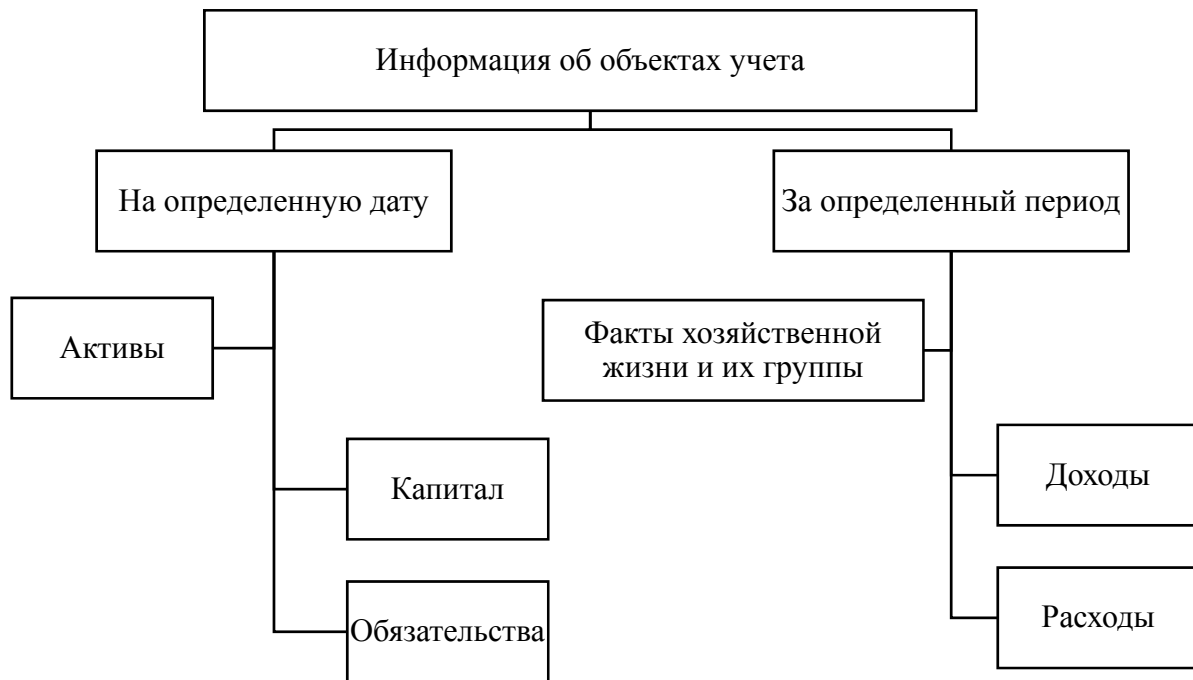 Информация об объектах учета
На определенную дату
За определенный период
Активы
Факты хозяйственной
жизни и их группы
Капитал
Доходы
Обязательства
Расходы